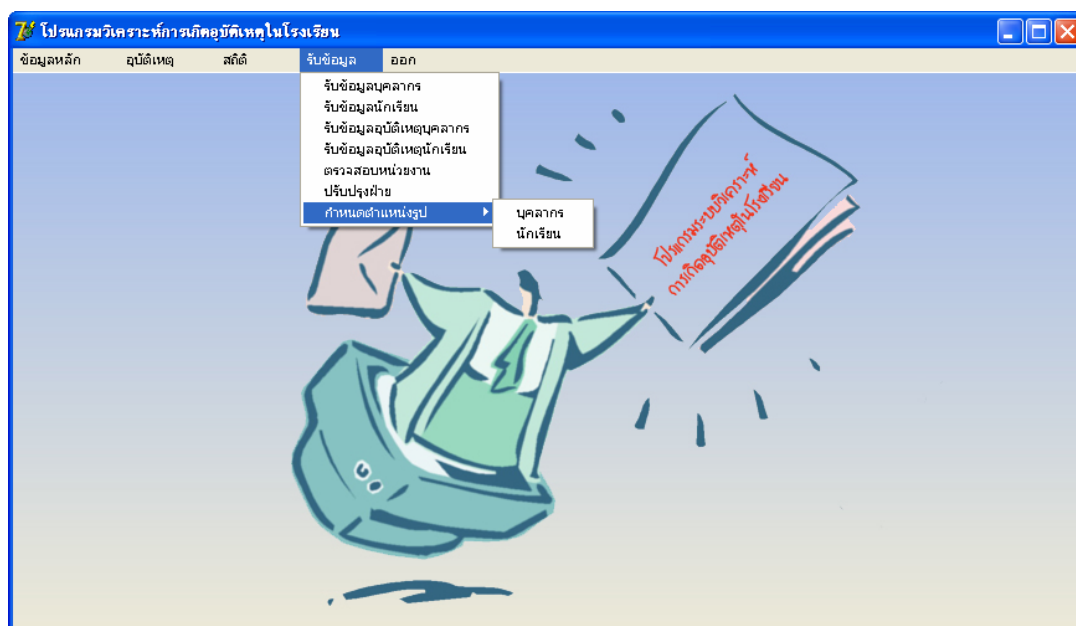 โปรแกรมวิเคราะห์การเกิดอุบัติเหตุในโรงเรียน
ข้อมูลหลัก อุบัติเหตุ สถิติ รับข้อมูล ออก
รับข้อมูลบุคลากร
รับข้อมูลนักเรียน
รับข้อมูลอุบัติเหตุบุคลากร
รับข้อมูลอุบัติเหตุนักเรียน
ตรวจสอบหน่วยงาน
ปรับปรุงฝ่าย
กำหนดตำแหน่งรูป
บุคลากร
นักเรียน
โปรแกรมระบบวิเคราะห์
การเกิดอุบัติเหตุในโรงเรียน
G O